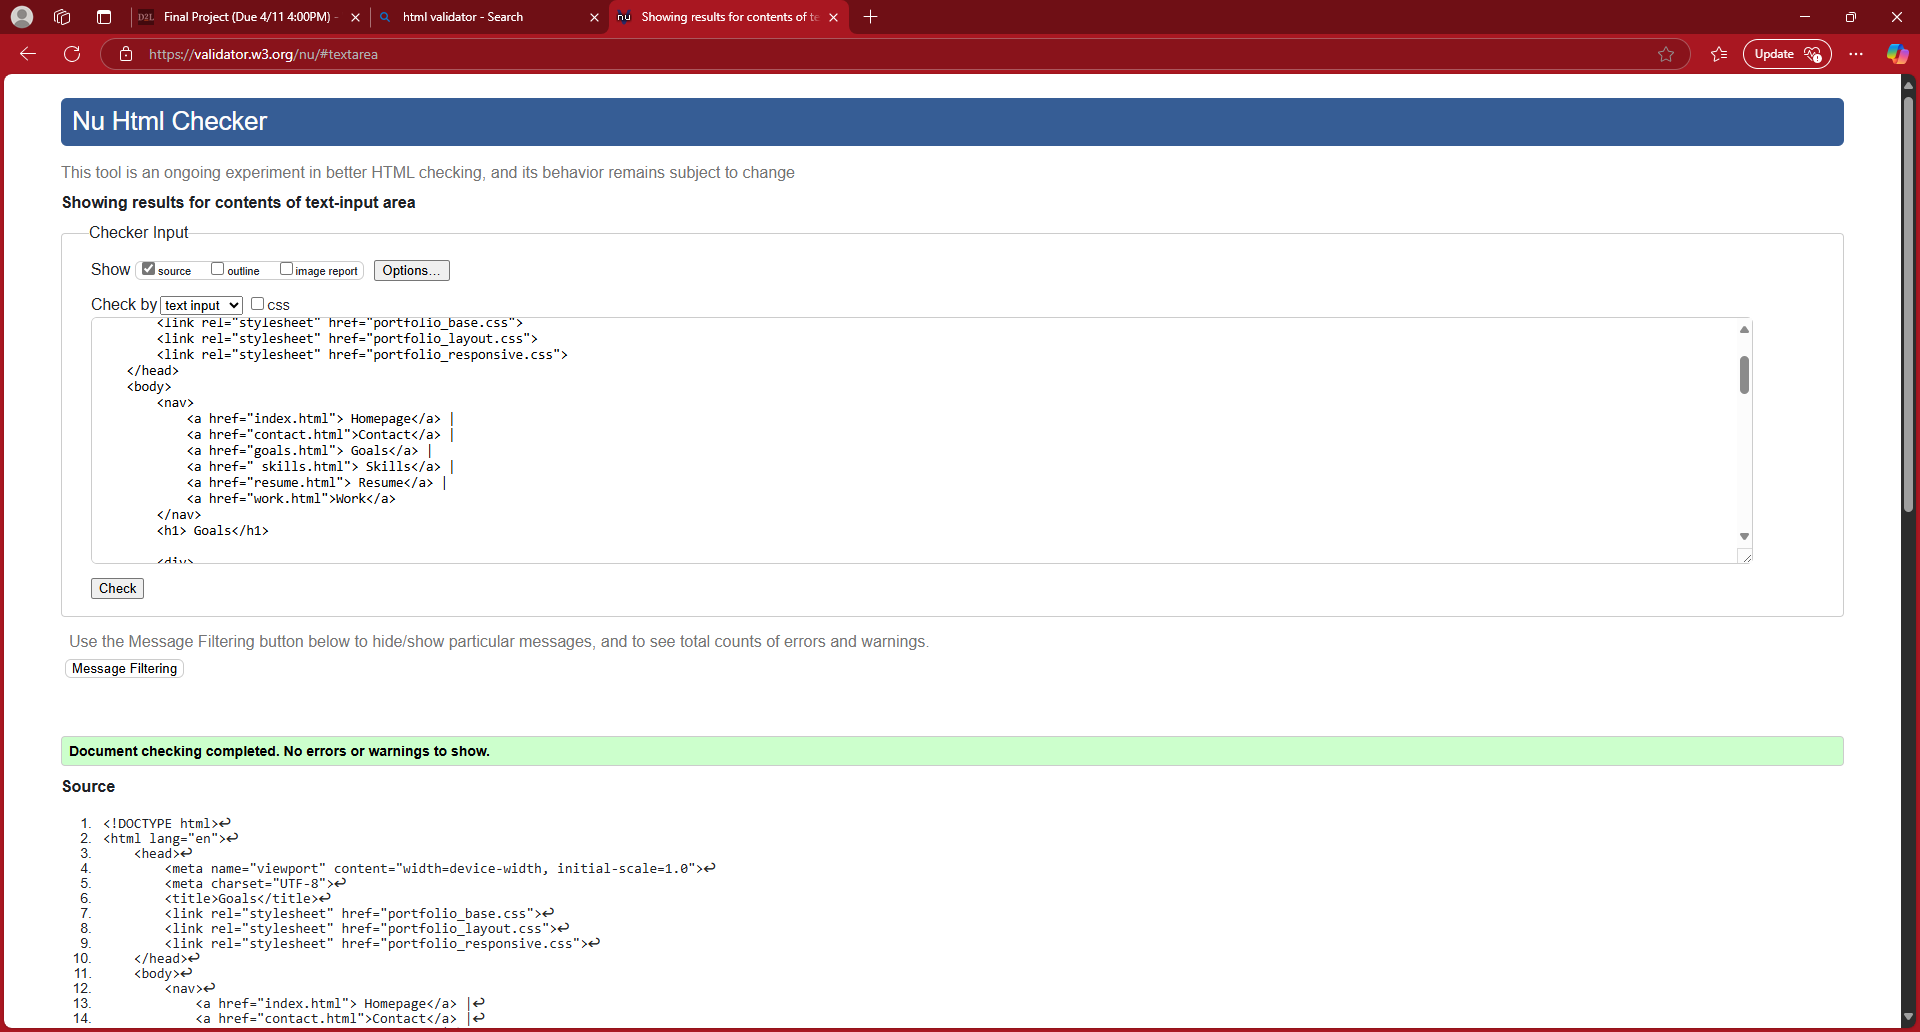 D2L Final Project (Due 4/11 4:00PM) -
html validator - Search
nu Showing results for contents of te
https://validator.w3.org/nu/#textarea
Update
Nu Html Checker
This tool is an ongoing experiment in better HTML checking, and its behavior remains subject to change
Showing results for contents of text-input area
Checker Input
Show source outline image report Options...
Check by text input css
<link rel="stylesheet" href="portfolio_base.css">
<link rel="stylesheet" href="portfolio_layout.css">
<link rel="stylesheet" href="portfolio_responsive.css">
</head>
<body>
<nav>
<a href="index.html"> Homepage</a> |
<a href="contact.html">Contact</a> |
<a href="goals.html"> Goals</a> |
<a href=" skills.html"> Skills</a> |
<a href="resume.html"> Resume</a> |
<a href="work.html">Work</a>
</nav>
<h1> Goals</h1>
<div>
Check
Use the Message Filtering button below to hide/show particular messages, and to see total counts of errors and warnings.
Message Filtering
Document checking completed. No errors or warnings to show.
Source
1. <!DOCTYPE html>↩
2. <html lang="en">↩
3. <head>↩
4. <meta name="viewport" content="width=device-width, initial-scale=1.0">↩
5. <meta charset="UTF-8">↩
6. <title>Goals</title>↩
7. <link rel="stylesheet" href="portfolio_base.css">↩
8. <link rel="stylesheet" href="portfolio_layout.css">↩
9. <link rel="stylesheet" href="portfolio_responsive.css">↩
10. </head>↩
11. <body>↩
12. <nav>↩
13. <a href="index.html"> Homepage</a> |↩
14. <a href="contact.html">Contact</a> |↩